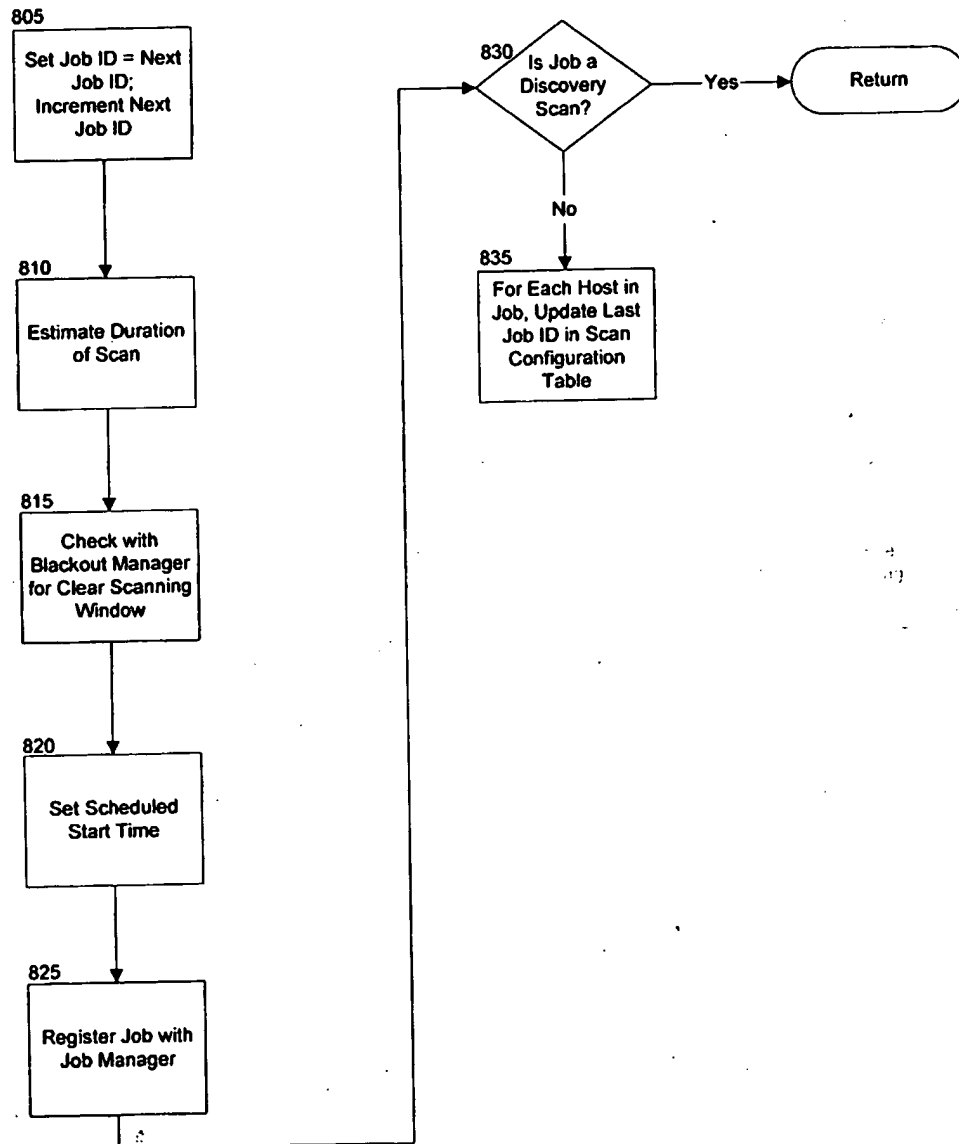 805
Set Job ID = Next
Job ID;
Increment Next
Job ID
810
Estimate Duration
of Scan
815
Check with
Blackout Manager
for Clear Scanning
Window
820
Set Scheduled
Start Time
825
Register Job with
Job Manager
830
Is Job a
Discovery
Scan?
Yes
Return
No
835
For Each Host in
Job, Update Last
Job ID in Scan
Configuration
Table